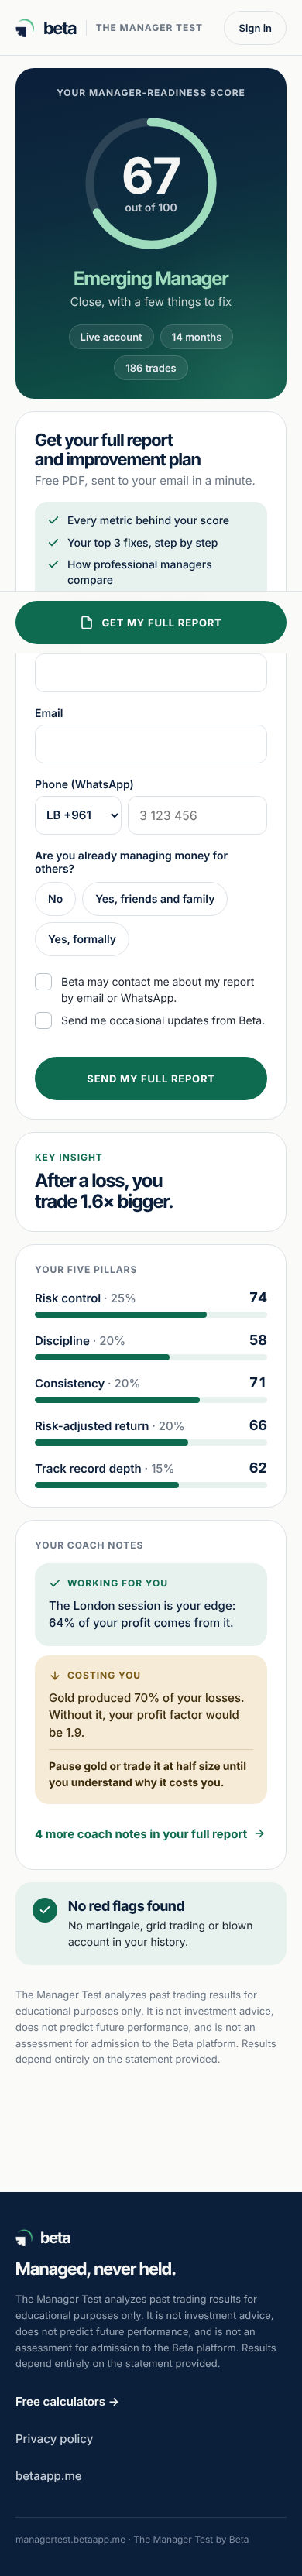 beta THE MANAGER TEST Sign in
YOUR MANAGER-READINESS SCORE
67
out of 100
Emerging Manager
Close, with a few things to fix
Live account 14 months
186 trades
Get your full report
and improvement plan
Free PDF, sent to your email in a minute.
Every metric behind your score
Your top 3 fixes, step by step
How professional managers
compare
GET MY FULL REPORT
Email
Phone (WhatsApp)
LB +961 3 123 456
Are you already managing money for
others?
No Yes, friends and family
Yes, formally
Beta may contact me about my report
by email or WhatsApp.
Send me occasional updates from Beta.
SEND MY FULL REPORT
KEY INSIGHT
After a loss, you
trade 1.6× bigger.
YOUR FIVE PILLARS
Risk control · 25% 74
Discipline · 20% 58
Consistency · 20% 71
Risk-adjusted return · 20% 66
Track record depth · 15% 62
YOUR COACH NOTES
WORKING FOR YOU
The London session is your edge:
64% of your profit comes from it.
COSTING YOU
Gold produced 70% of your losses.
Without it, your profit factor would
be 1.9.
Pause gold or trade it at half size until
you understand why it costs you.
4 more coach notes in your full report →
No red flags found
No martingale, grid trading or blown
account in your history.
The Manager Test analyzes past trading results for
educational purposes only. It is not investment advice,
does not predict future performance, and is not an
assessment for admission to the Beta platform. Results
depend entirely on the statement provided.
beta
Managed, never held.
The Manager Test analyzes past trading results for
educational purposes only. It is not investment advice,
does not predict future performance, and is not an
assessment for admission to the Beta platform. Results
depend entirely on the statement provided.
Free calculators →
Privacy policy
betaapp.me
managertest.betaapp.me · The Manager Test by Beta